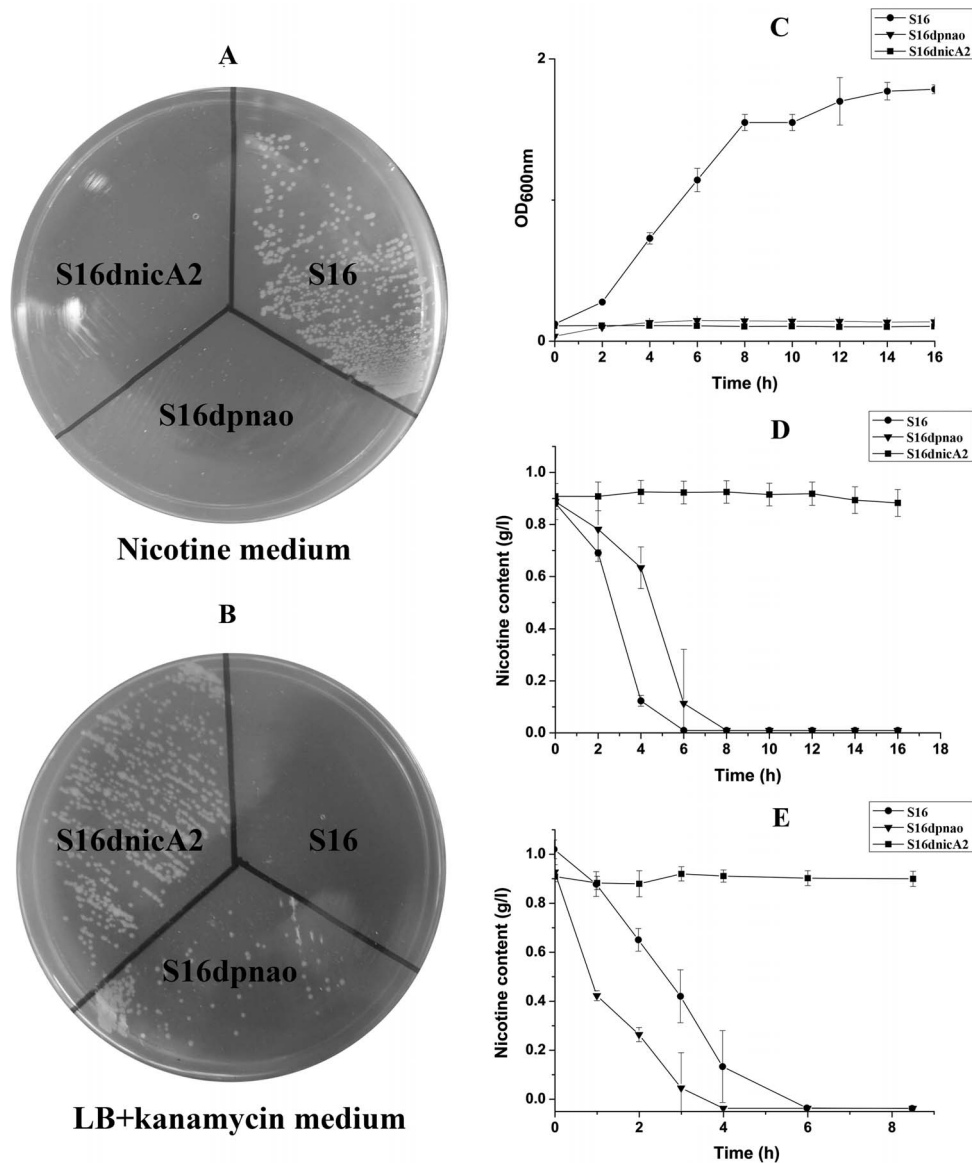 A
S16dnicA2
S16
S16dpnao
Nicotine medium
B
S16dnicA2
S16
S16dpnao
LB+kanamycin medium
C
S16
S16dpnao
S16dnicA2
2
0
OD600nm
0 2 4 6 8 10 12 14 16
Time (h)
D
S16
S16dpnao
S16dnicA2
1.0
0.8
0.6
0.4
0.2
0.0
Nicotine content (g/l)
0 2 4 6 8 10 12 14 16 18
Time (h)
E
S16
S16dpnao
S16dnicA2
1.0
0.8
0.6
0.4
0.2
0.0
Nicotine content (g/l)
0 2 4 6 8
Time (h)